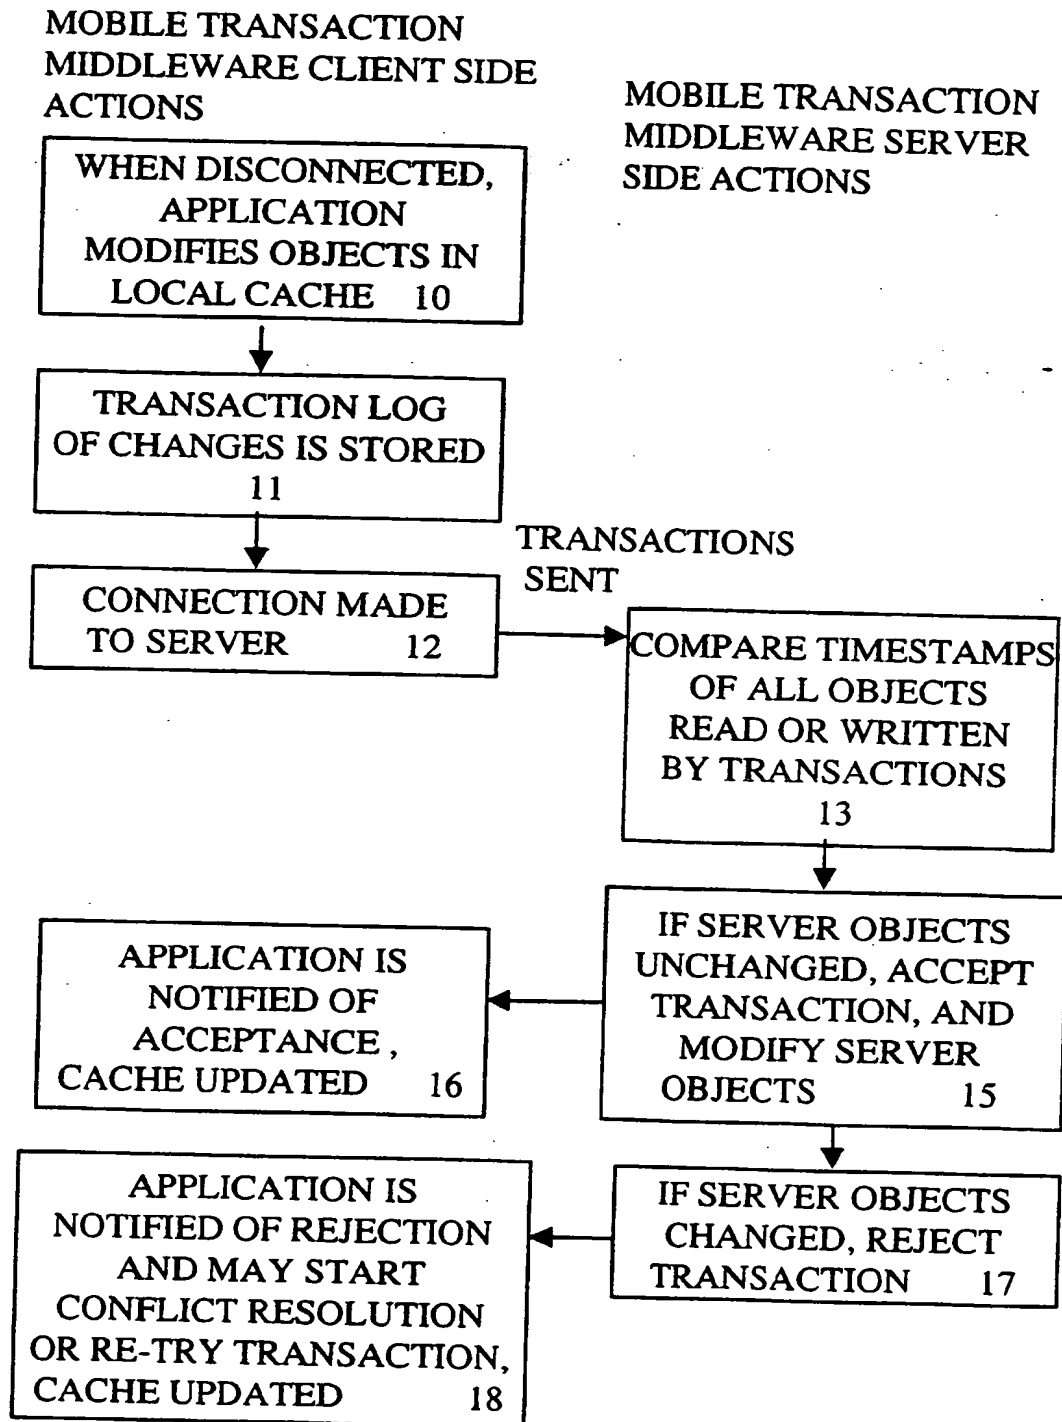 MOBILE TRANSACTION
MIDDLEWARE CLIENT SIDE
ACTIONS
MOBILE TRANSACTION
MIDDLEWARE SERVER
SIDE ACTIONS
WHEN DISCONNECTED,
APPLICATION
MODIFIES OBJECTS IN
LOCAL CACHE 10
TRANSACTION LOG
OF CHANGES IS STORED
11
CONNECTION MADE
TO SERVER 12
TRANSACTIONS
SENT
COMPARE TIMESTAMPS
OF ALL OBJECTS
READ OR WRITTEN
BY TRANSACTIONS
13
IF SERVER OBJECTS
UNCHANGED, ACCEPT
TRANSACTION, AND
MODIFY SERVER
OBJECTS 15
APPLICATION IS
NOTIFIED OF
ACCEPTANCE ,
CACHE UPDATED 16
IF SERVER OBJECTS
CHANGED, REJECT
TRANSACTION 17
APPLICATION IS
NOTIFIED OF REJECTION
AND MAY START
CONFLICT RESOLUTION
OR RE-TRY TRANSACTION,
CACHE UPDATED 18